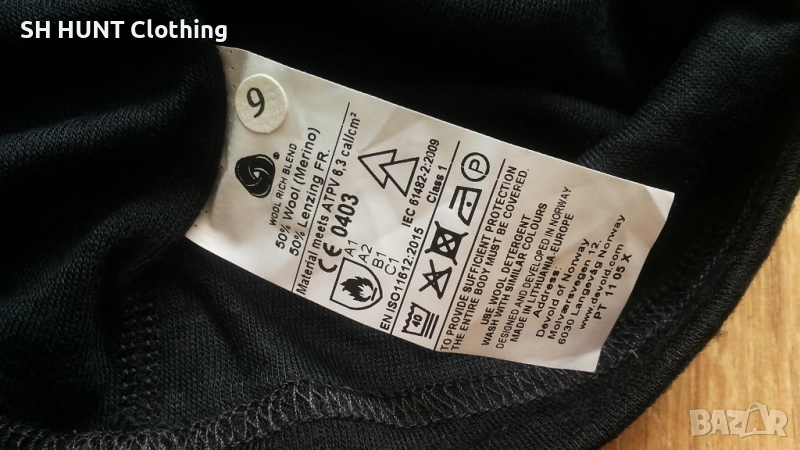 SH HUNT Clothing
9
WOOL RICH BLEND
50% Wool (Merino)
50% Lenzing FR.
Material meets ATPV 6,3 cal/cm²
CE 0403
A1
A2
B1
C1
EN ISO11612:2015
IEC 61482-2:2009
Class 1
40
P
TO PROVIDE SUFFICIENT PROTECTION
THE ENTIRE BODY MUST BE COVERED.
USE WOOL DETERGENT
WASH WITH SIMILAR COLOURS
DESIGNED AND DEVELOPED IN NORWAY
MADE IN LITHUANIA/EUROPE
Address:
Devold of Norway
Molværsvegen 12,
6030 Langevåg Norway
www.devold.com
PT 11 05 X
BAZAR